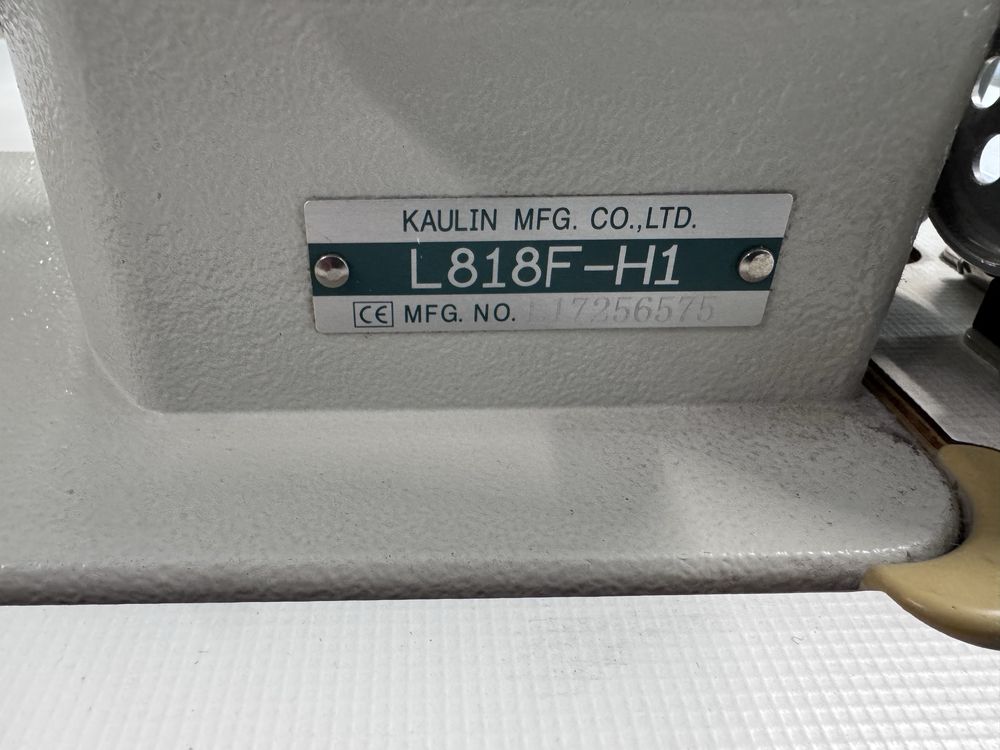 KAULIN MFG. CO.,LTD.
L818F-H1
CE MFG. NO. 17256575